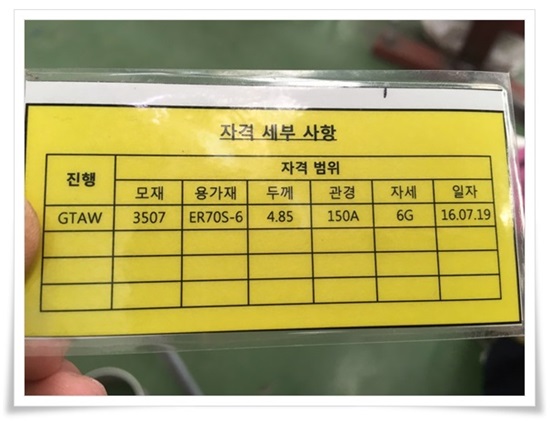 자격 세부 사항
진행 자격 범위
모재 용가재 두께 관경 자세 일자
GTAW 3507 ER70S-6 4.85 150A 6G 16.07.19